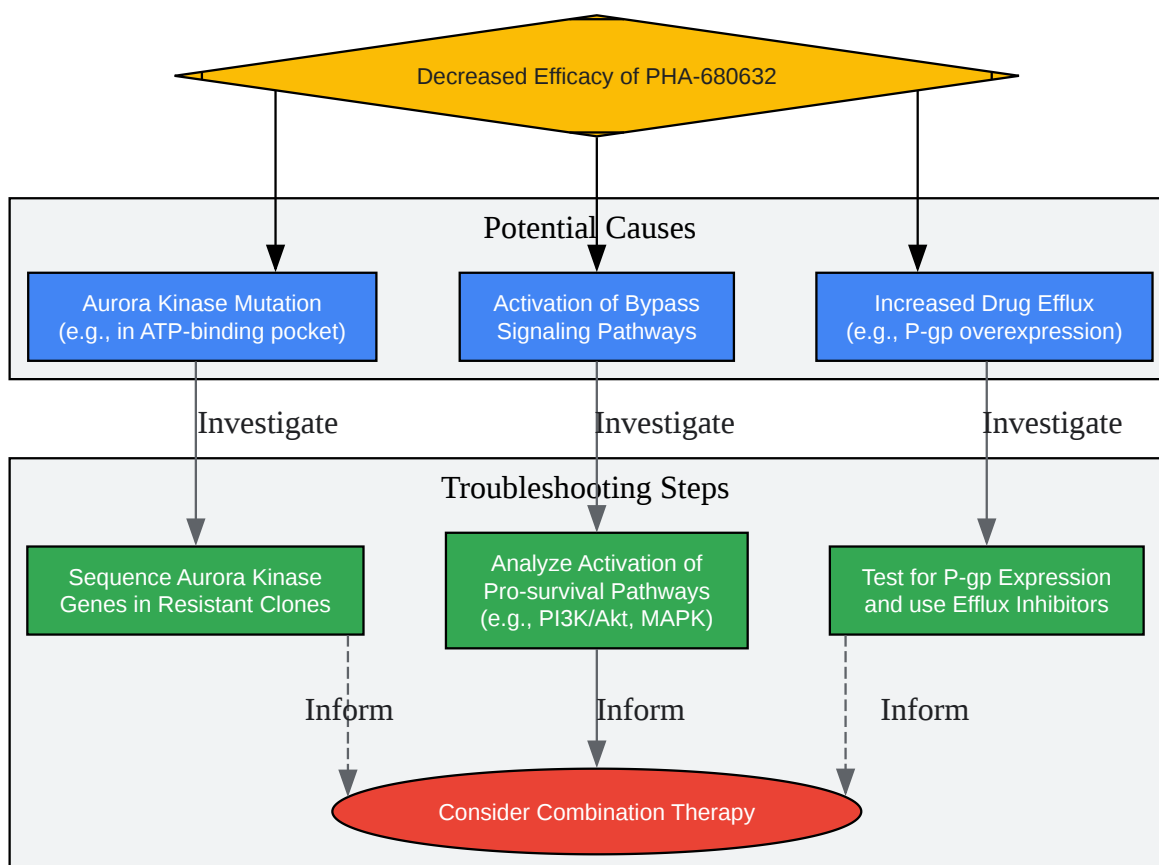 Decreased Efficacy of PHA-680632
Potential Causes
Aurora Kinase Mutation
(e.g., in ATP-binding pocket)
Activation of Bypass
Signaling Pathways
Increased Drug Efflux
(e.g., P-gp overexpression)
Investigate
Investigate
Investigate
Troubleshooting Steps
Sequence Aurora Kinase
Genes in Resistant Clones
Analyze Activation of
Pro-survival Pathways
(e.g., PI3K/Akt, MAPK)
Test for P-gp Expression
and use Efflux Inhibitors
Inform
Inform
Inform
Consider Combination Therapy